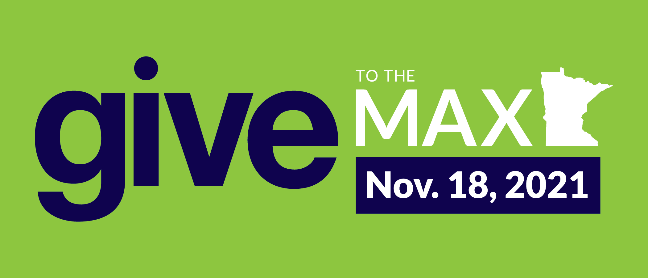 give
TO THE
MAX
Nov. 18, 2021